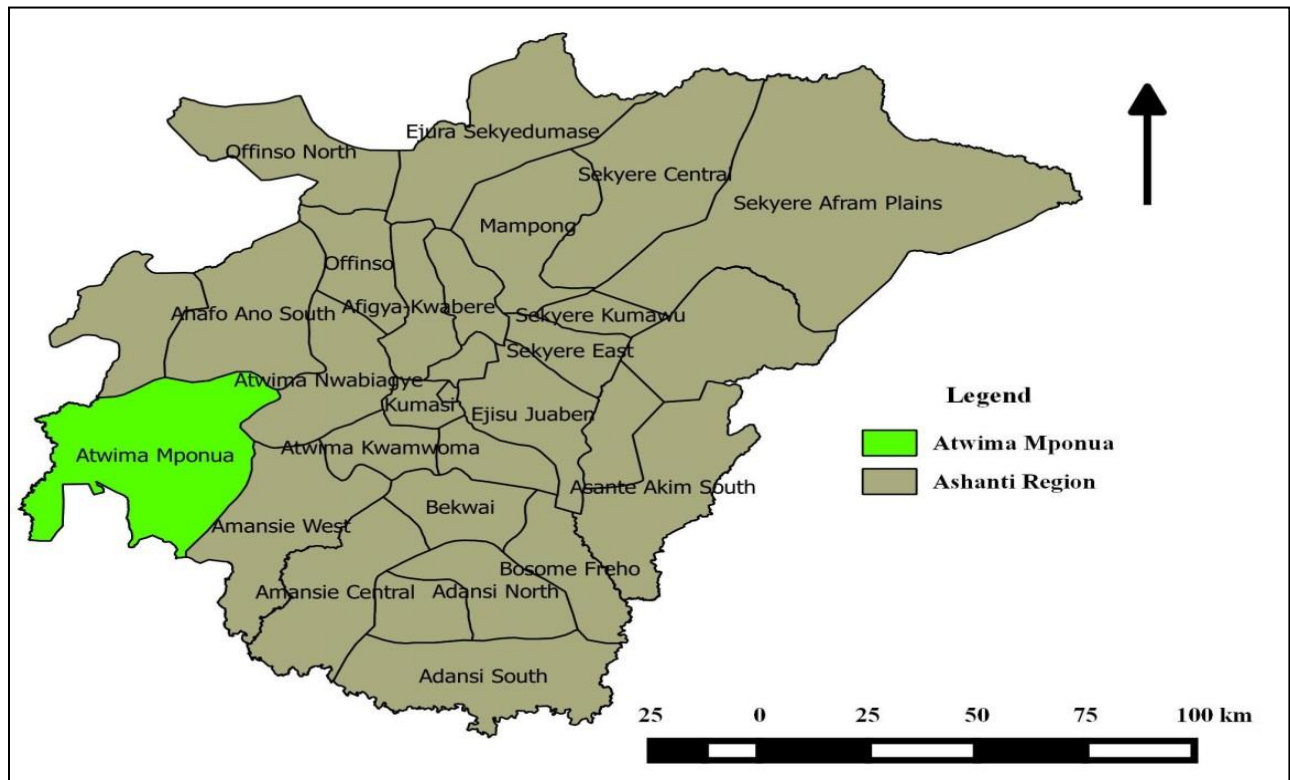 Ejura Sekyedumase
Offinso North
Sekyere Central
Sekyere Afram Plains
Mampong
Offinso
Afigya-Kwabere
Ahafo Ano South
Sekyere Kumawu
Sekyere East
Atwima Nwabiagye
Kumasi
Ejisu Juaben
Atwima Mponua
Atwima Kwamwoma
Asante Akim South
Bekwai
Amansie West
Bosome Freho
Amansie Central
Adansi North
Adansi South
Legend
Atwima Mponua
Ashanti Region
25 0 25 50 75 100 km